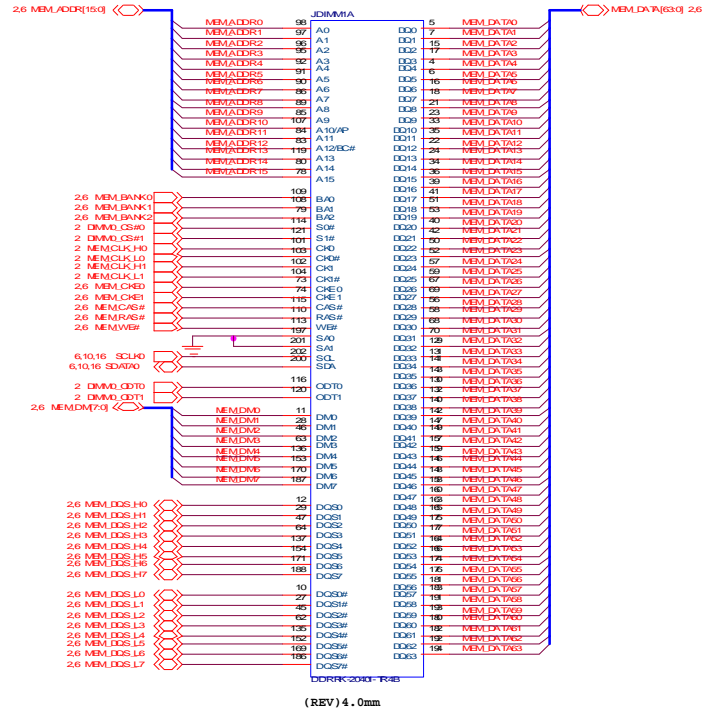 2,6 MEM_ADDR[15:0]
JDIMM1A
MEM_DATA[63:0] 2,6
MEM_ADDR0 98 A0 DQ0 5 MEM_DATA0
MEM_ADDR1 97 A1 DQ1 7 MEM_DATA1
MEM_ADDR2 96 A2 DQ2 15 MEM_DATA2
MEM_ADDR3 95 A3 DQ3 17 MEM_DATA3
MEM_ADDR4 92 A4 DQ4 4 MEM_DATA4
MEM_ADDR5 91 A5 DQ5 6 MEM_DATA5
MEM_ADDR6 90 A6 DQ6 16 MEM_DATA6
MEM_ADDR7 86 A7 DQ7 18 MEM_DATA7
MEM_ADDR8 89 A8 DQ8 21 MEM_DATA8
MEM_ADDR9 85 A9 DQ9 23 MEM_DATA9
MEM_ADDR10 107 A10/AP DQ10 33 MEM_DATA10
MEM_ADDR11 84 A11 DQ11 35 MEM_DATA11
MEM_ADDR12 83 A12/BC# DQ12 22 MEM_DATA12
MEM_ADDR13 119 A13 DQ13 24 MEM_DATA13
MEM_ADDR14 80 A14 DQ14 34 MEM_DATA14
MEM_ADDR15 78 A15 DQ15 36 MEM_DATA15
DQ16 39 MEM_DATA16
2,6 MEM_BANK0 109 BA0 DQ17 41 MEM_DATA17
2,6 MEM_BANK1 108 BA1 DQ18 51 MEM_DATA18
2,6 MEM_BANK2 79 BA2 DQ19 53 MEM_DATA19
2 DIMM0_CS#0 114 S0# DQ20 40 MEM_DATA20
2 DIMM0_CS#1 121 S1# DQ21 42 MEM_DATA21
2 MEM_CLK_H0 101 CK0 DQ22 50 MEM_DATA22
2 MEM_CLK_L0 103 CK0# DQ23 52 MEM_DATA23
2 MEM_CLK_H1 102 CK1 DQ24 57 MEM_DATA24
2 MEM_CLK_L1 104 CK1# DQ25 59 MEM_DATA25
2,6 MEM_CKE0 73 CKE0 DQ26 67 MEM_DATA26
2,6 MEM_CKE1 74 CKE1 DQ27 69 MEM_DATA27
2,6 MEM_CAS# 115 CAS# DQ28 56 MEM_DATA28
2,6 MEM_RAS# 110 RAS# DQ29 58 MEM_DATA29
2,6 MEM_WE# 113 WE# DQ30 68 MEM_DATA30
197 SA0 DQ31 70 MEM_DATA31
201 SA1 DQ32 129 MEM_DATA32
6,10,16 SCLK0 202 SCL DQ33 131 MEM_DATA33
6,10,16 SDATA0 200 SDA DQ34 141 MEM_DATA34
DQ35 143 MEM_DATA35
2 DIMM0_ODT0 116 ODT0 DQ36 130 MEM_DATA36
2 DIMM0_ODT1 120 ODT1 DQ37 132 MEM_DATA37
2,6 MEM_DM[7:0] DQ38 140 MEM_DATA38
MEM_DM0 11 DM0 DQ39 142 MEM_DATA39
MEM_DM1 28 DM1 DQ40 147 MEM_DATA40
MEM_DM2 46 DM2 DQ41 149 MEM_DATA41
MEM_DM3 63 DM3 DQ42 157 MEM_DATA42
MEM_DM4 136 DM4 DQ43 159 MEM_DATA43
MEM_DM5 153 DM5 DQ44 146 MEM_DATA44
MEM_DM6 170 DM6 DQ45 148 MEM_DATA45
MEM_DM7 187 DM7 DQ46 158 MEM_DATA46
DQ47 160 MEM_DATA47
2,6 MEM_DQS_H0 12 DQS0 DQ48 163 MEM_DATA48
2,6 MEM_DQS_H1 29 DQS1 DQ49 165 MEM_DATA49
2,6 MEM_DQS_H2 47 DQS2 DQ50 175 MEM_DATA50
2,6 MEM_DQS_H3 64 DQS3 DQ51 MEM_DATA51
2,6 MEM_DQS_H4 137 DQS4 DQ52 164 MEM_DATA52
2,6 MEM_DQS_H5 154 DQS5 DQ53 166 MEM_DATA53
2,6 MEM_DQS_H6 171 DQS6 DQ54 174 MEM_DATA54
2,6 MEM_DQS_H7 188 DQS7 DQ55 176 MEM_DATA55
DQ56 181 MEM_DATA56
2,6 MEM_DQS_L0 10 DQS0# DQ57 183 MEM_DATA57
2,6 MEM_DQS_L1 27 DQS1# DQ58 191 MEM_DATA58
2,6 MEM_DQS_L2 45 DQS2# DQ59 193 MEM_DATA59
2,6 MEM_DQS_L3 62 DQS3# DQ60 180 MEM_DATA60
2,6 MEM_DQS_L4 135 DQS4# DQ61 182 MEM_DATA61
2,6 MEM_DQS_L5 152 DQS5# DQ62 192 MEM_DATA62
2,6 MEM_DQS_L6 169 DQS6# DQ63 194 MEM_DATA63
2,6 MEM_DQS_L7 186 DQS7#
DDRRK-20401-TR4B
(REV)4.0mm